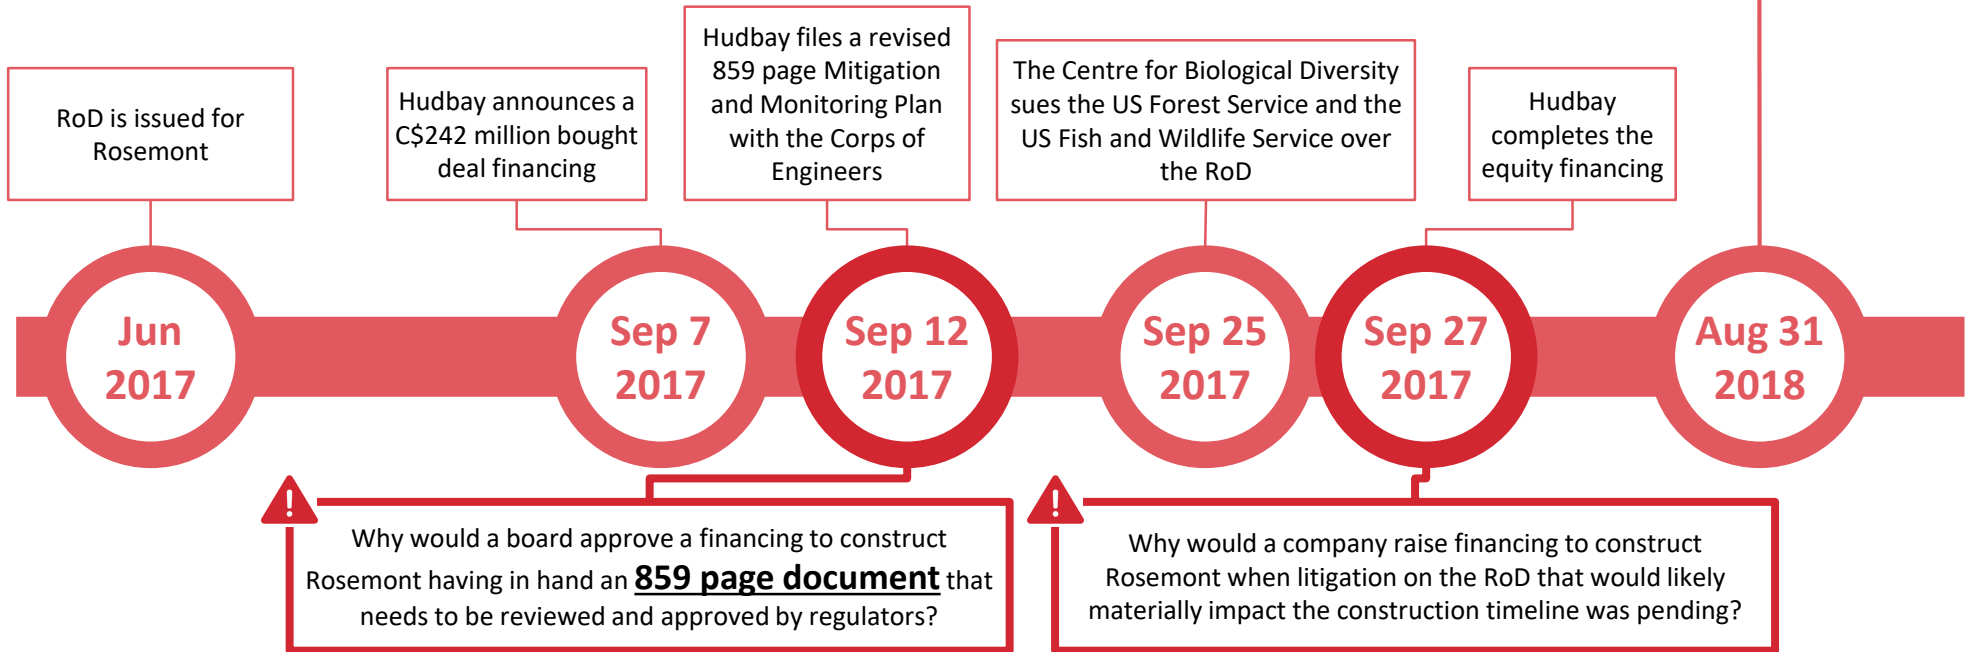 RoD is issued for
Rosemont
Hudbay announces a
C$242 million bought
deal financing
Hudbay files a revised
859 page Mitigation
and Monitoring Plan
with the Corps of
Engineers
The Centre for Biological Diversity
sues the US Forest Service and the
US Fish and Wildlife Service over
the RoD
Hudbay
completes the
equity financing
Jun
2017
Sep 7
2017
Sep 12
2017
Sep 25
2017
Sep 27
2017
Aug 31
2018
!
Why would a board approve a financing to construct
Rosemont having in hand an 859 page document that
needs to be reviewed and approved by regulators?
!
Why would a company raise financing to construct
Rosemont when litigation on the RoD that would likely
materially impact the construction timeline was pending?